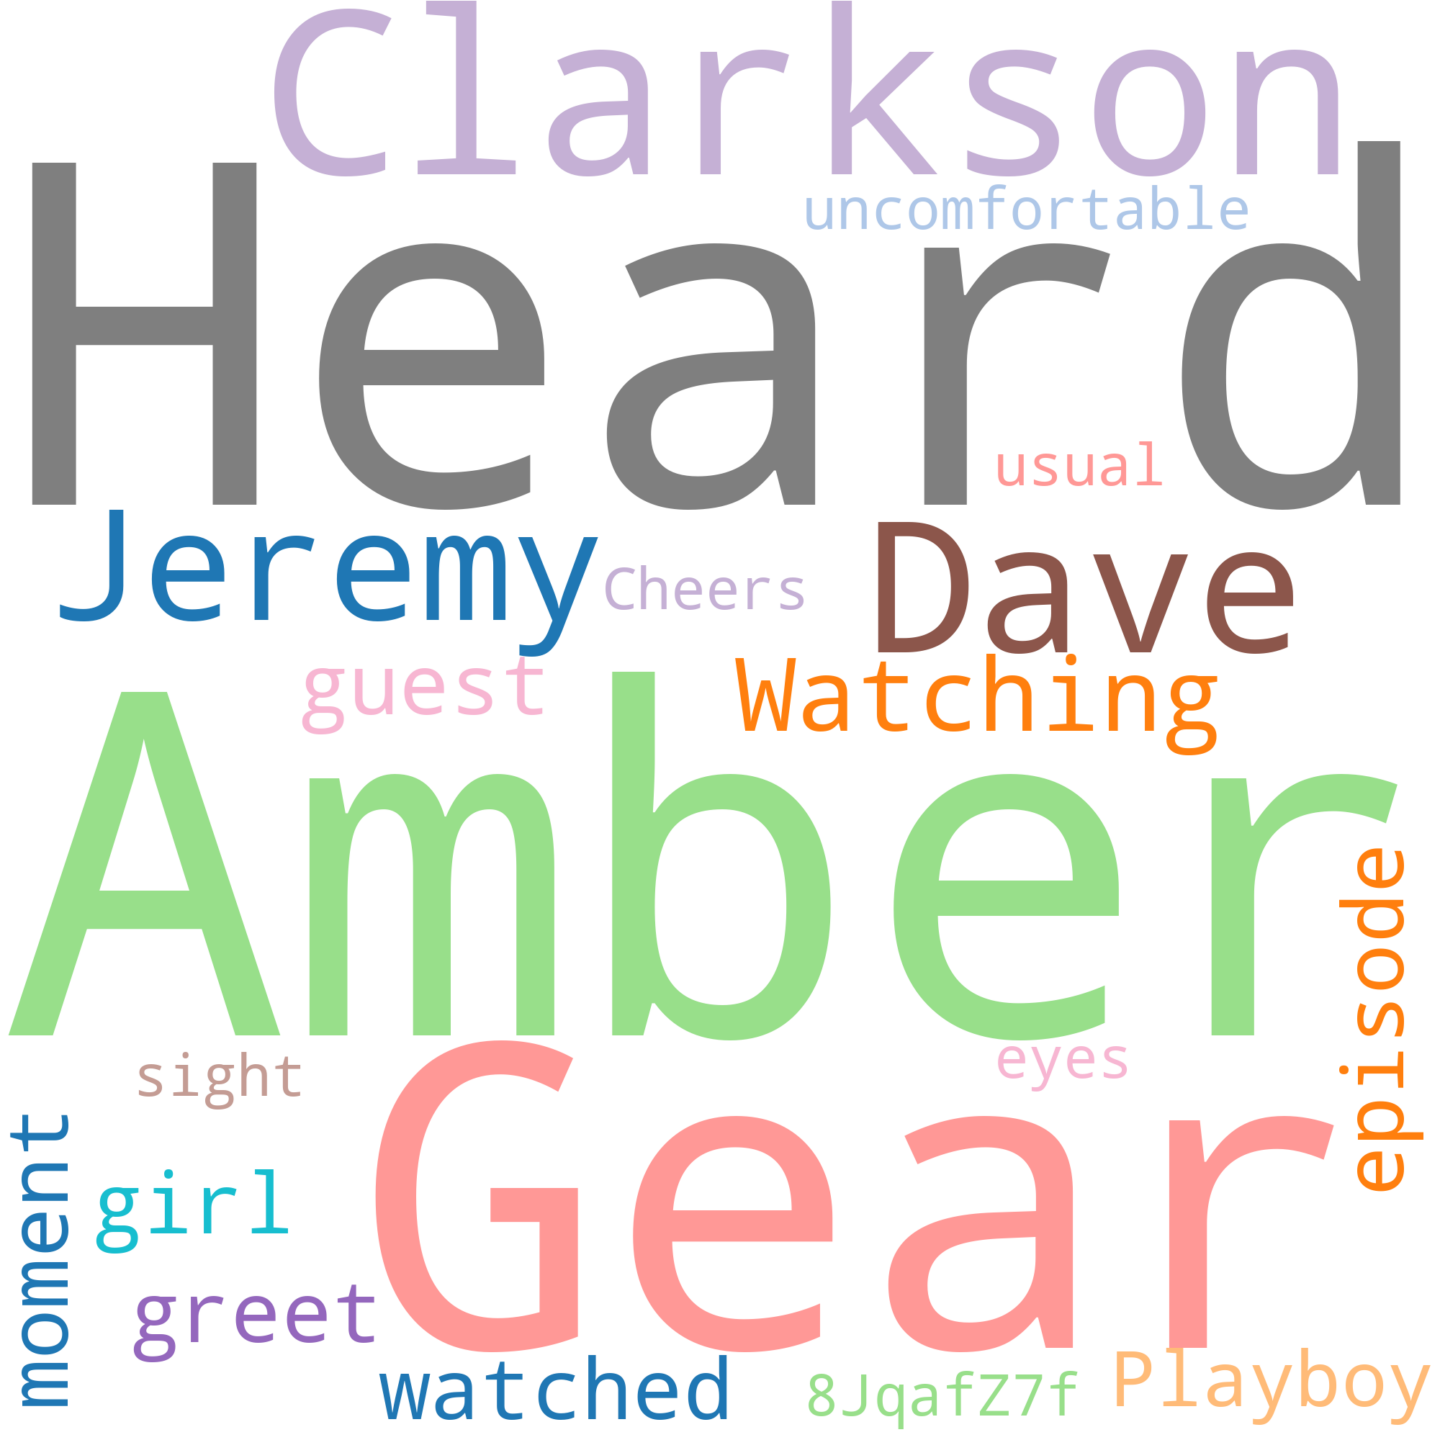 Clarkson
uncomfortable
Heard
usual
Jeremy
Cheers
Dave
guest
Watching
Amber
episode
sight
eyes
Gear
moment
girl
greet
watched
8JqafZ7f
Playboy